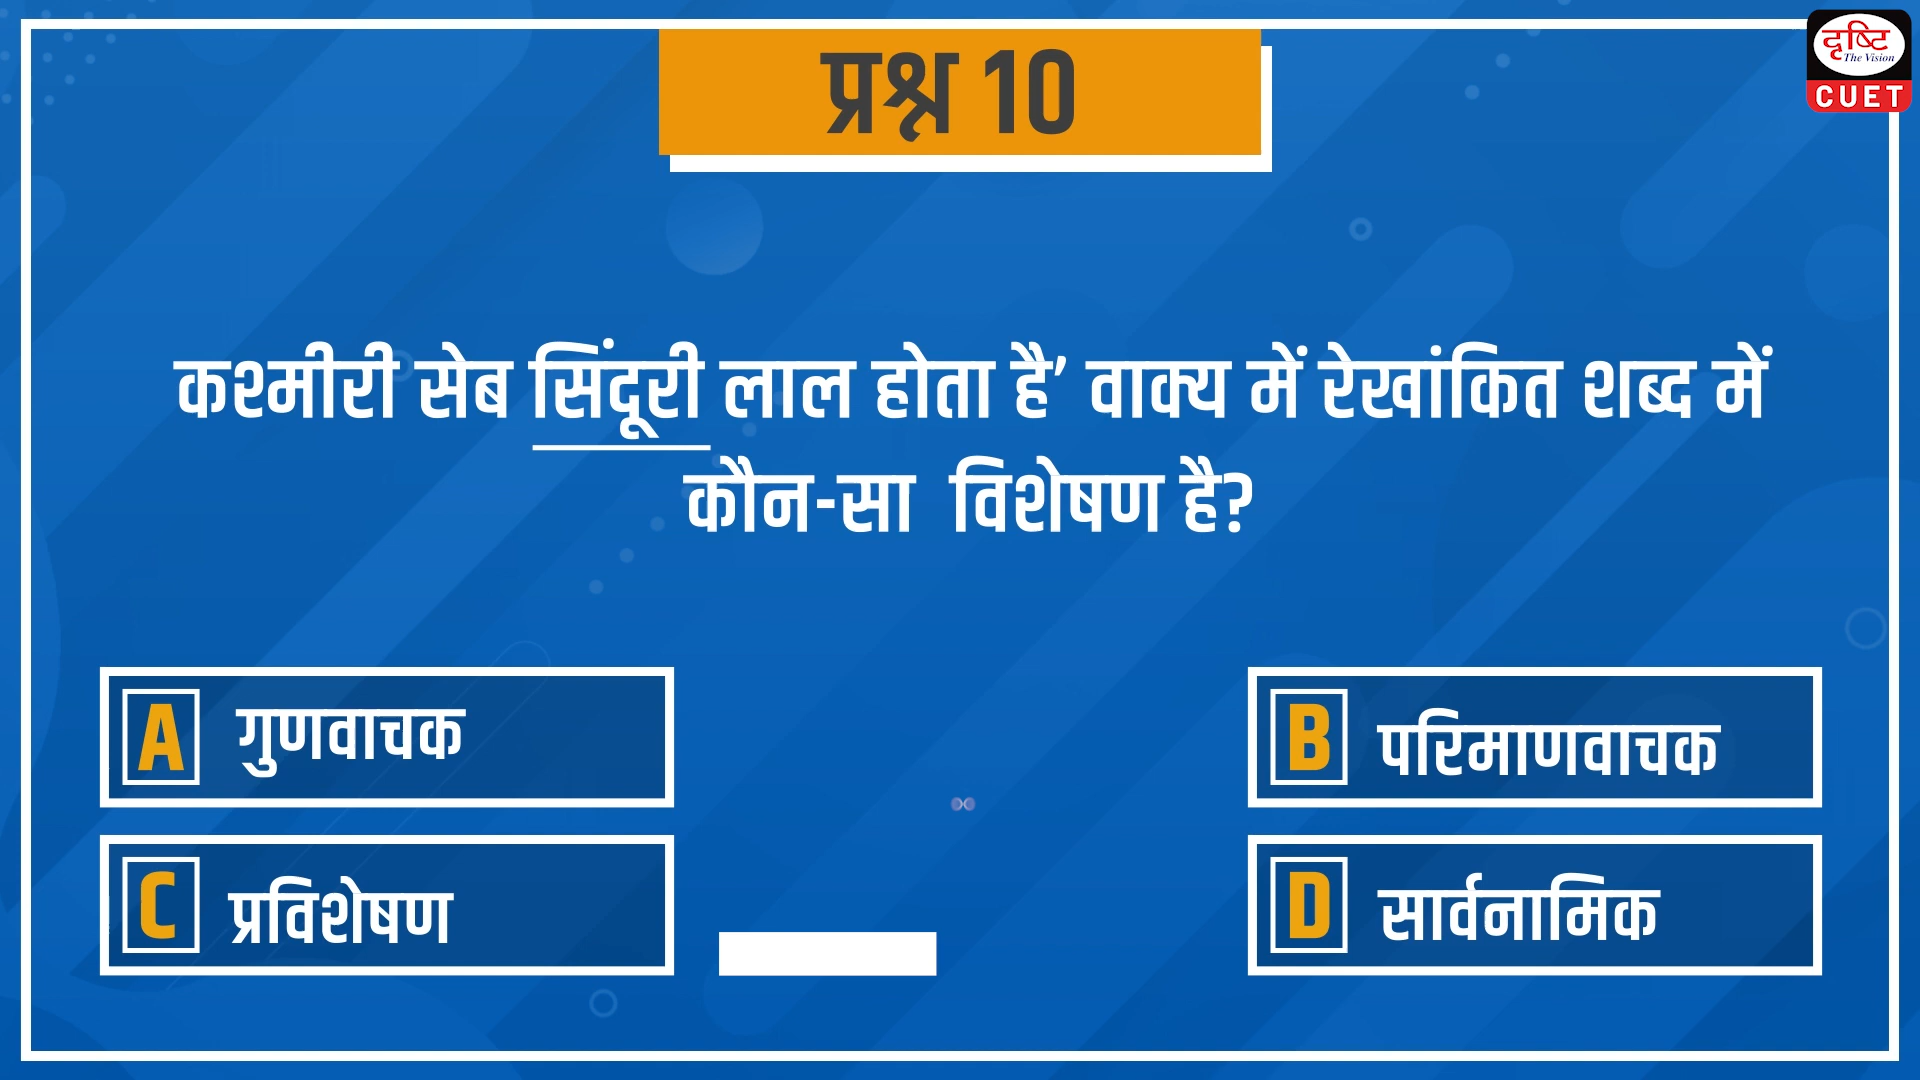 दृष्टि
The Vision
CUET
प्रश्न 10
कश्मीरी सेब सिंदूरी लाल होता है’ वाक्य में रेखांकित शब्द में
कौन-सा विशेषण है?
A गुणवाचक
B परिमाणवाचक
C प्रविशेषण
D सार्वनामिक